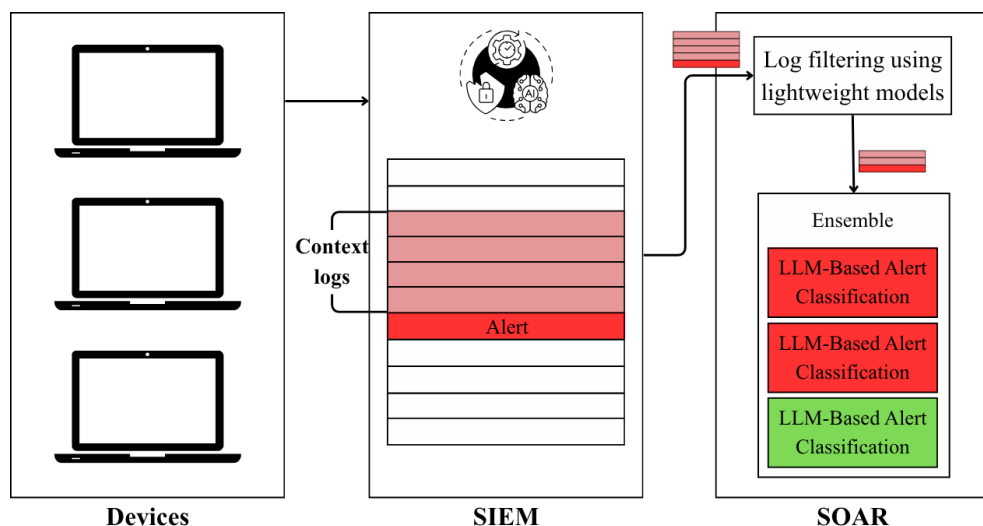 AI
Context
logs
Alert
Log filtering using
lightweight models
Ensemble
LLM-Based Alert
Classification
LLM-Based Alert
Classification
LLM-Based Alert
Classification
Devices
SIEM
SOAR